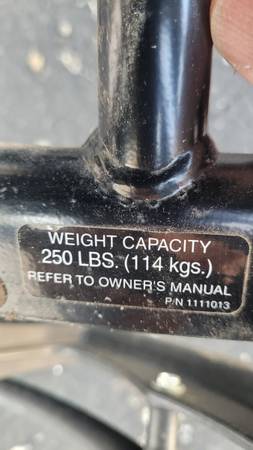 WEIGHT CAPACITY
250 LBS. (114 kgs.)
REFER TO OWNER'S MANUAL
P/N 1111013